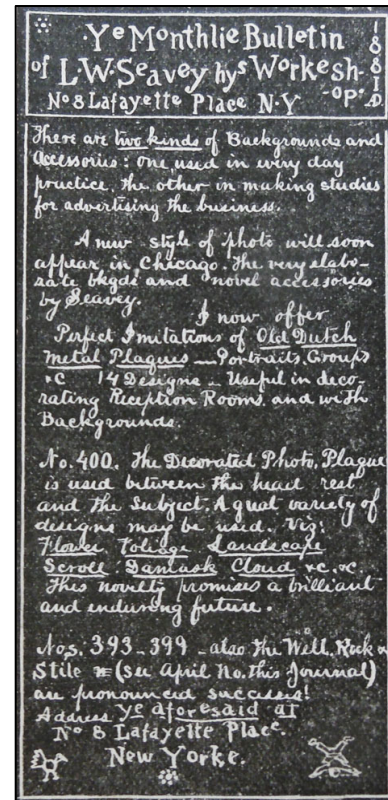 Ye Monthlie Bulletin
of L.W. Seavey hys Workesh-
-op.
1881 A.D.
No 8 Lafayette Place N.Y
There are two kinds of Backgrounds and
Accessories: one used in every day
practice, the other in making studies
for advertising the business.
A new style of photo will soon
appear in Chicago. The very elabo-
rate bkgds and novel accessories
by Seavey.
I now offer
Perfect Imitations of Old Dutch
Metal Plaques — Portraits, Groups
&c 14 Designs — Useful in deco-
rating Reception Rooms and with
Backgrounds.
No. 400. The Decorated Photo. Plaque
is used between the head rest
and the subject. A gual variety of
designs may be used. Viz:
Flower Foliage Landscape
Scroll Damask Cloud &c. &c.
This novelty promises a brilliant
and enduring future.
Nos. 393-399 - also the Well, Rock &
Stile (see April No. this Journal)
are pronounced successes!
Address ye aforesaid at
No 8 Lafayette Place.
New Yorke.